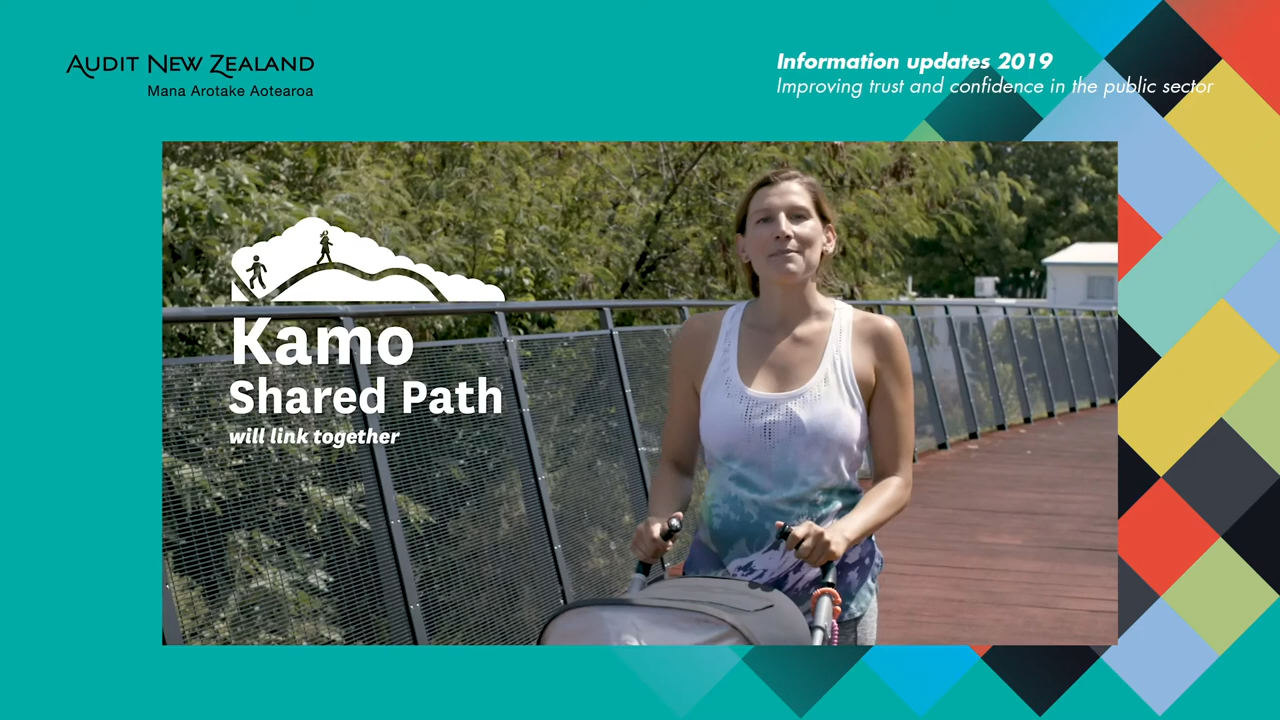 AUDIT NEW ZEALAND
Mana Arotake Aotearoa
Information updates 2019
Improving trust and confidence in the public sector
Kamo
Shared Path
will link together